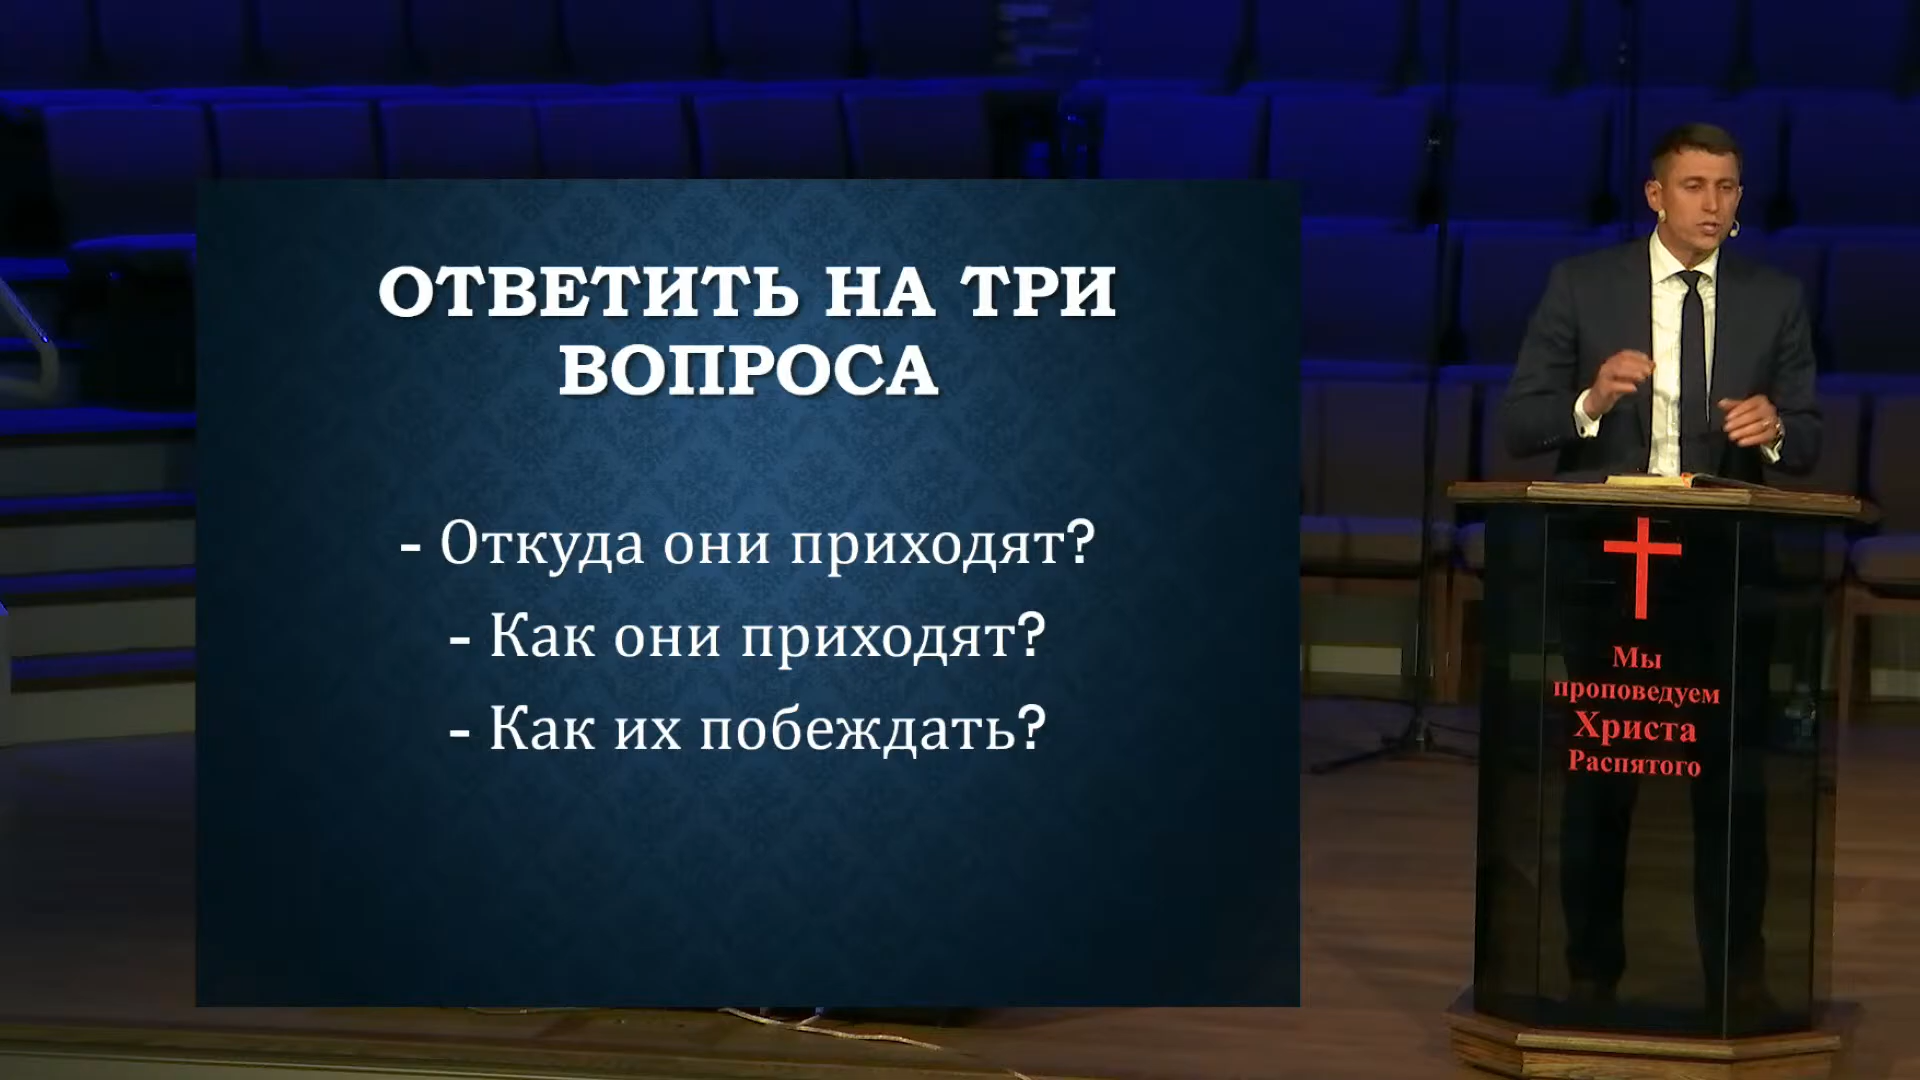 ОТВЕТИТЬ НА ТРИ
ВОПРОСА
- Откуда они приходят?
- Как они приходят?
- Как их побеждать?
Мы
проповедуем
Христа
Распятого